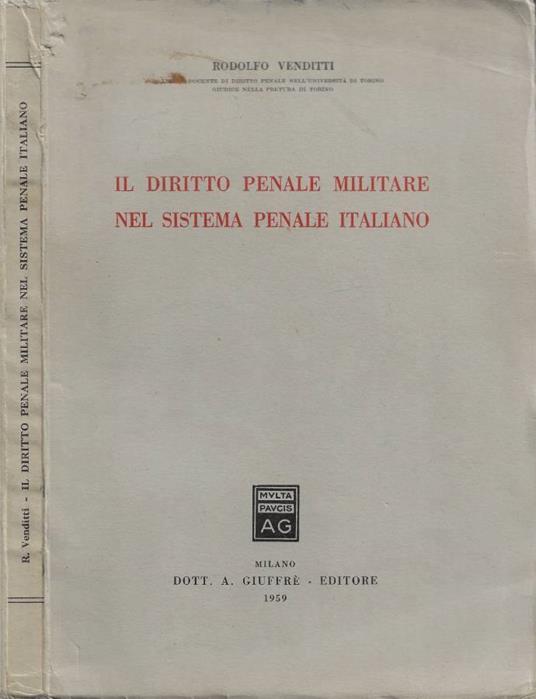 R. Venditti - IL DIRITTO PENALE MILITARE NEL SISTEMA PENALE ITALIANO
RODOLFO VENDITTI
DOCENTE DI DIRITTO PENALE NELL'UNIVERSITÀ DI TORINO
GIUDICE NELLA PRETURA DI TORINO
IL DIRITTO PENALE MILITARE
NEL SISTEMA PENALE ITALIANO
MVLTA
PAVCIS
AG
MILANO
DOTT. A. GIUFFRÈ - EDITORE
1959